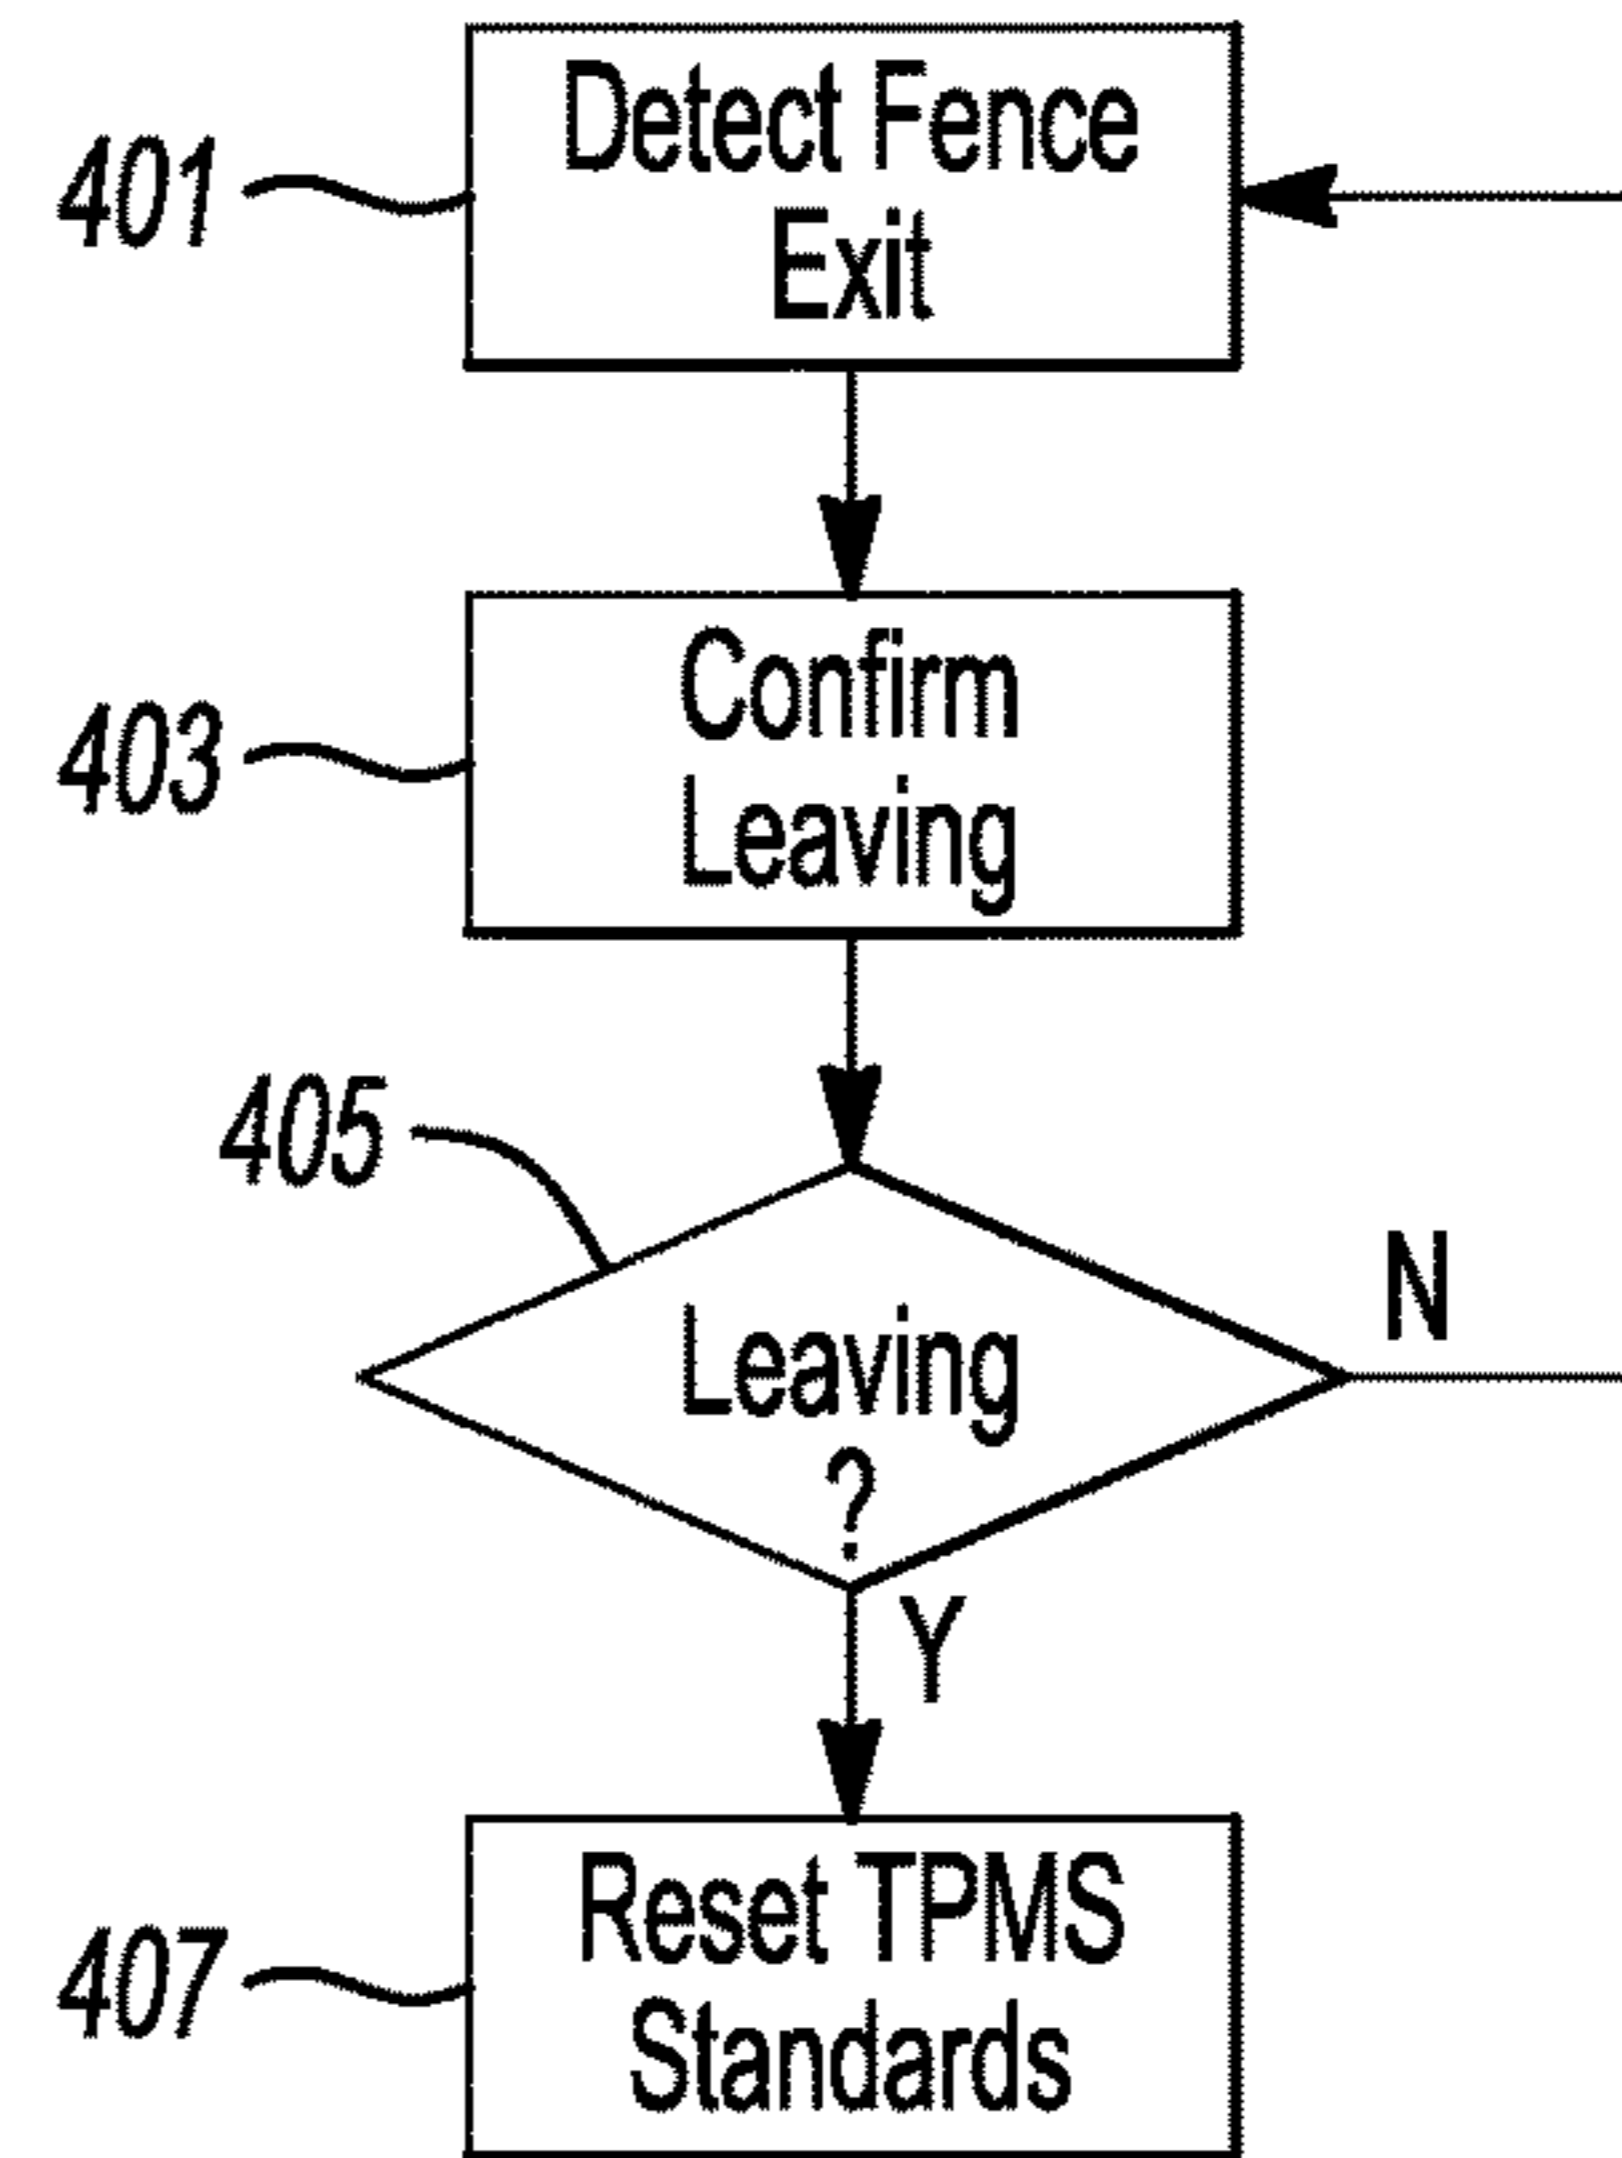 Detect Fence
Exit
401
Confirm
Leaving
403
405
Leaving
?
N
Y
Reset TPMS
Standards
407